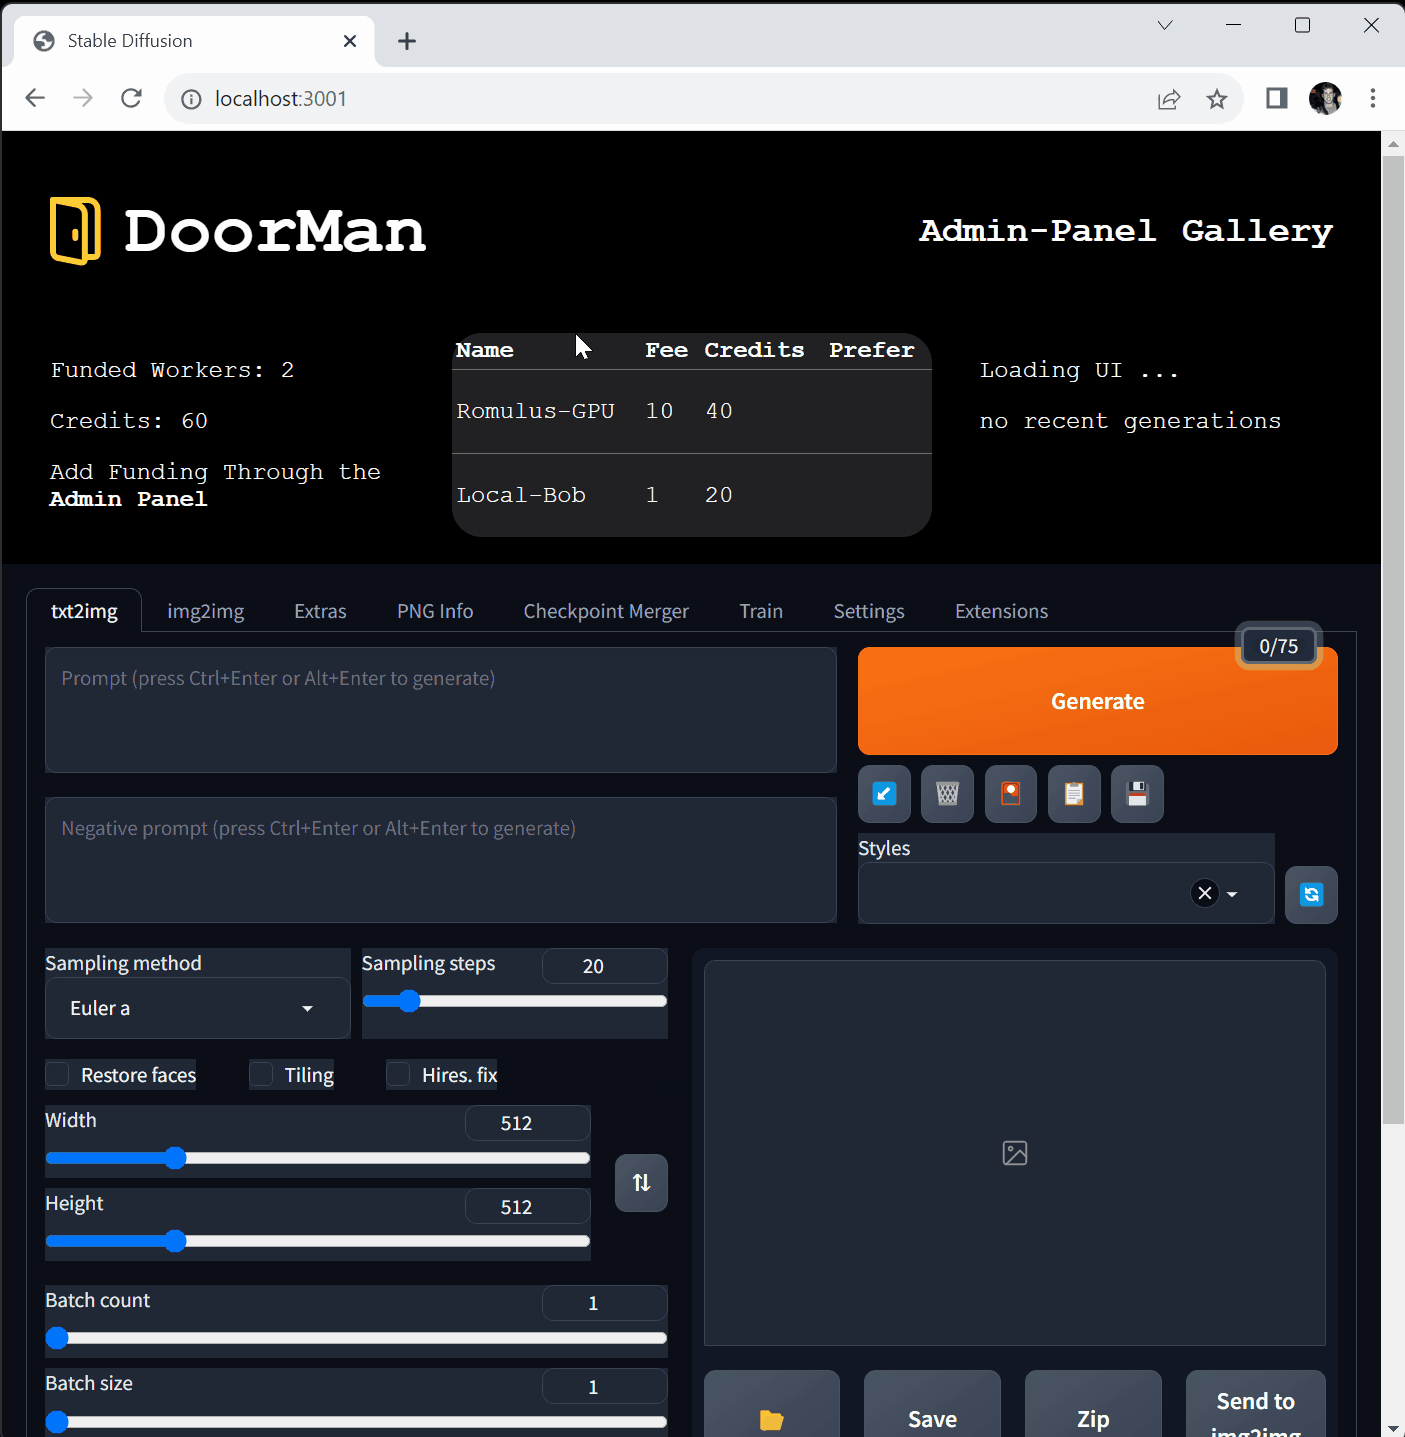 Stable Diffusion
localhost:3001
DoorMan
Admin-Panel Gallery
Funded Workers: 2
Credits: 60
Add Funding Through the
Admin Panel
Name Fee Credits Prefer
Romulus-GPU 10 40
Local-Bob 1 20
Loading UI ...
no recent generations
txt2img img2img Extras PNG Info Checkpoint Merger Train Settings Extensions
0/75
Prompt (press Ctrl+Enter or Alt+Enter to generate)
Generate
Negative prompt (press Ctrl+Enter or Alt+Enter to generate)
Styles
Sampling method
Euler a
Sampling steps 20
Restore faces Tiling Hires. fix
Width 512
Height 512
Batch count 1
Batch size 1
Save
Zip
Send to
img2img